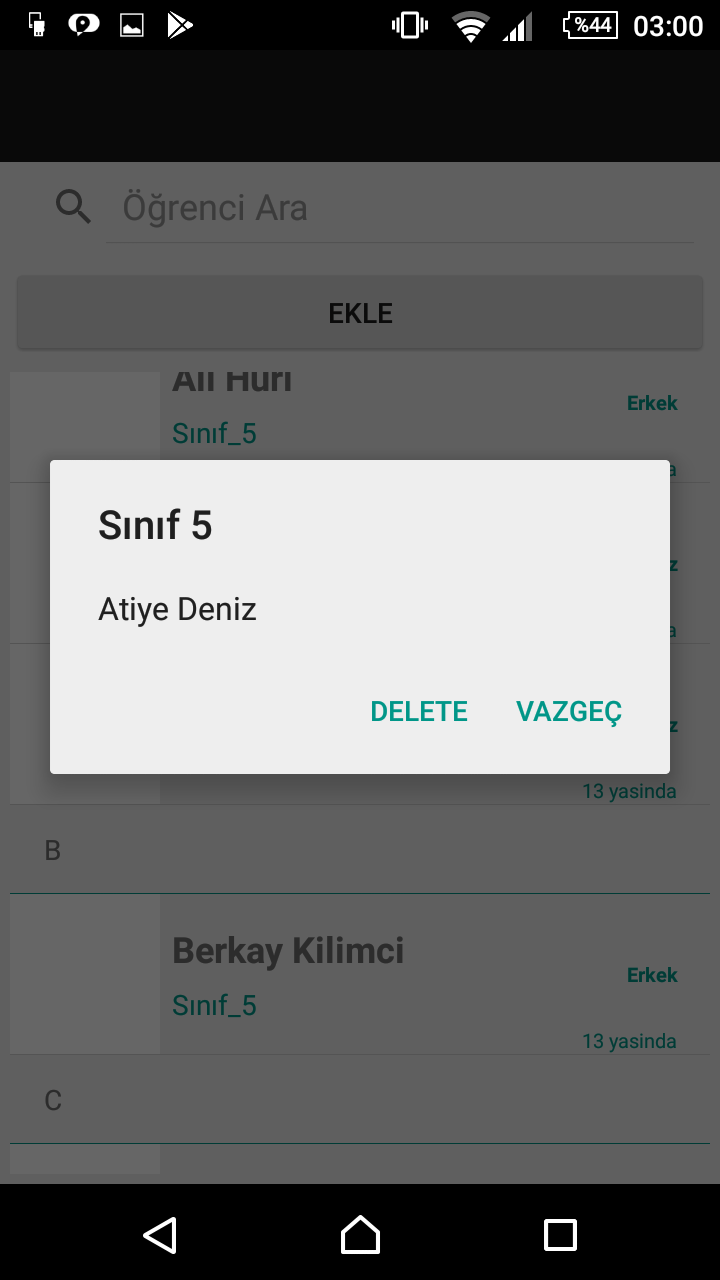 %44 03:00
Öğrenci Ara
EKLE
Ali Huri
Erkek
Sınıf_5
a
Sınıf 5
z
Atiye Deniz
a
DELETE VAZGEÇ
z
13 yasinda
B
Berkay Kilimci
Erkek
Sınıf_5
13 yasinda
C